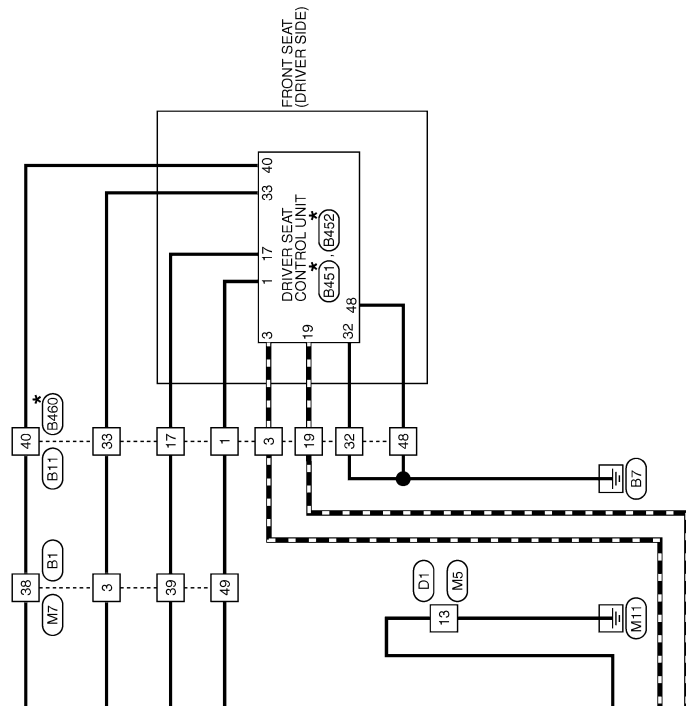 FRONT SEAT
(DRIVER SIDE)
40
33
17
1
DRIVER SEAT
CONTROL UNIT
* *
B451 , B452
48
3
19
32
* B460
40
33
17
1
3
19
32
48
B11
B7
B1
38
3
39
49
M7
D1
M5
13
M11